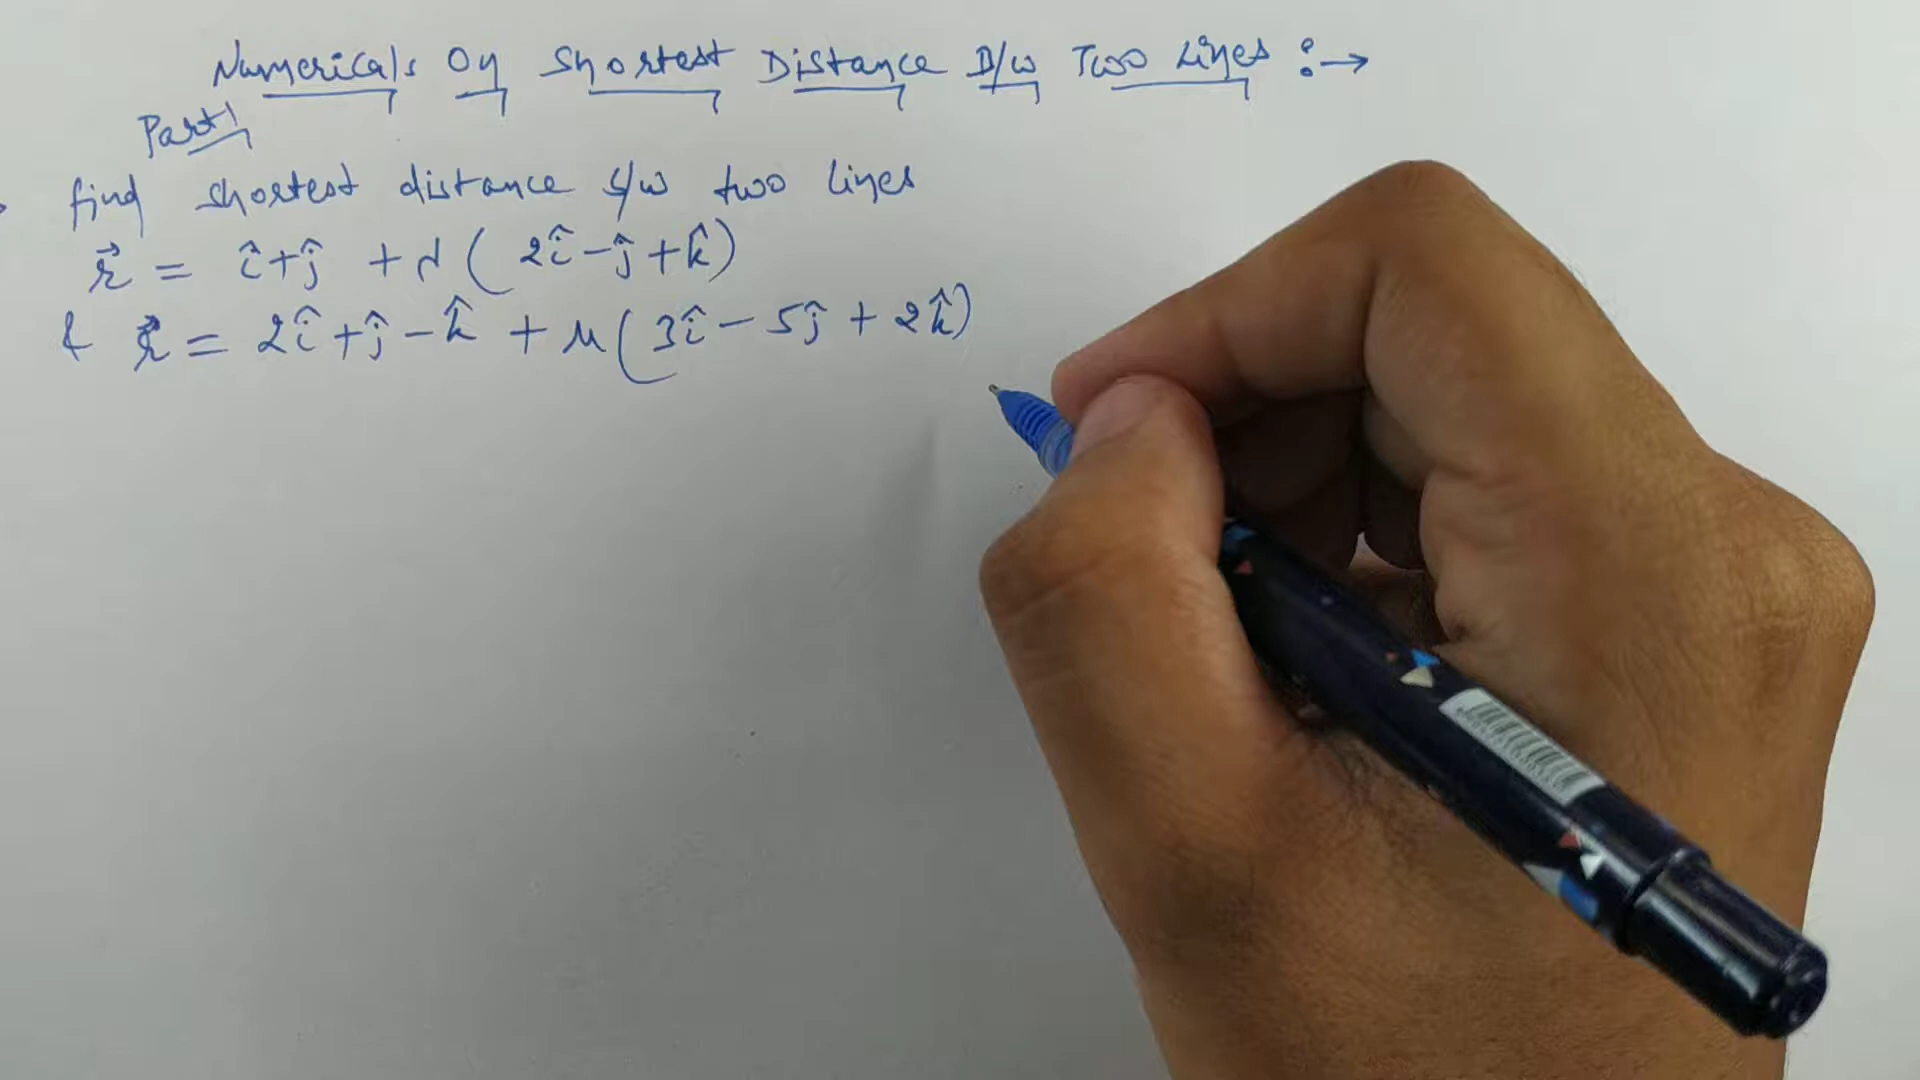 Numericals On Shortest Distance B/w Two Lines :→
Part 1
find shortest distance b/w two lines
r⃗ = î+ĵ + λ ( 2î-ĵ+k̂)
& r⃗ = 2î+ĵ-k̂ + μ(3î-5ĵ+2k̂)